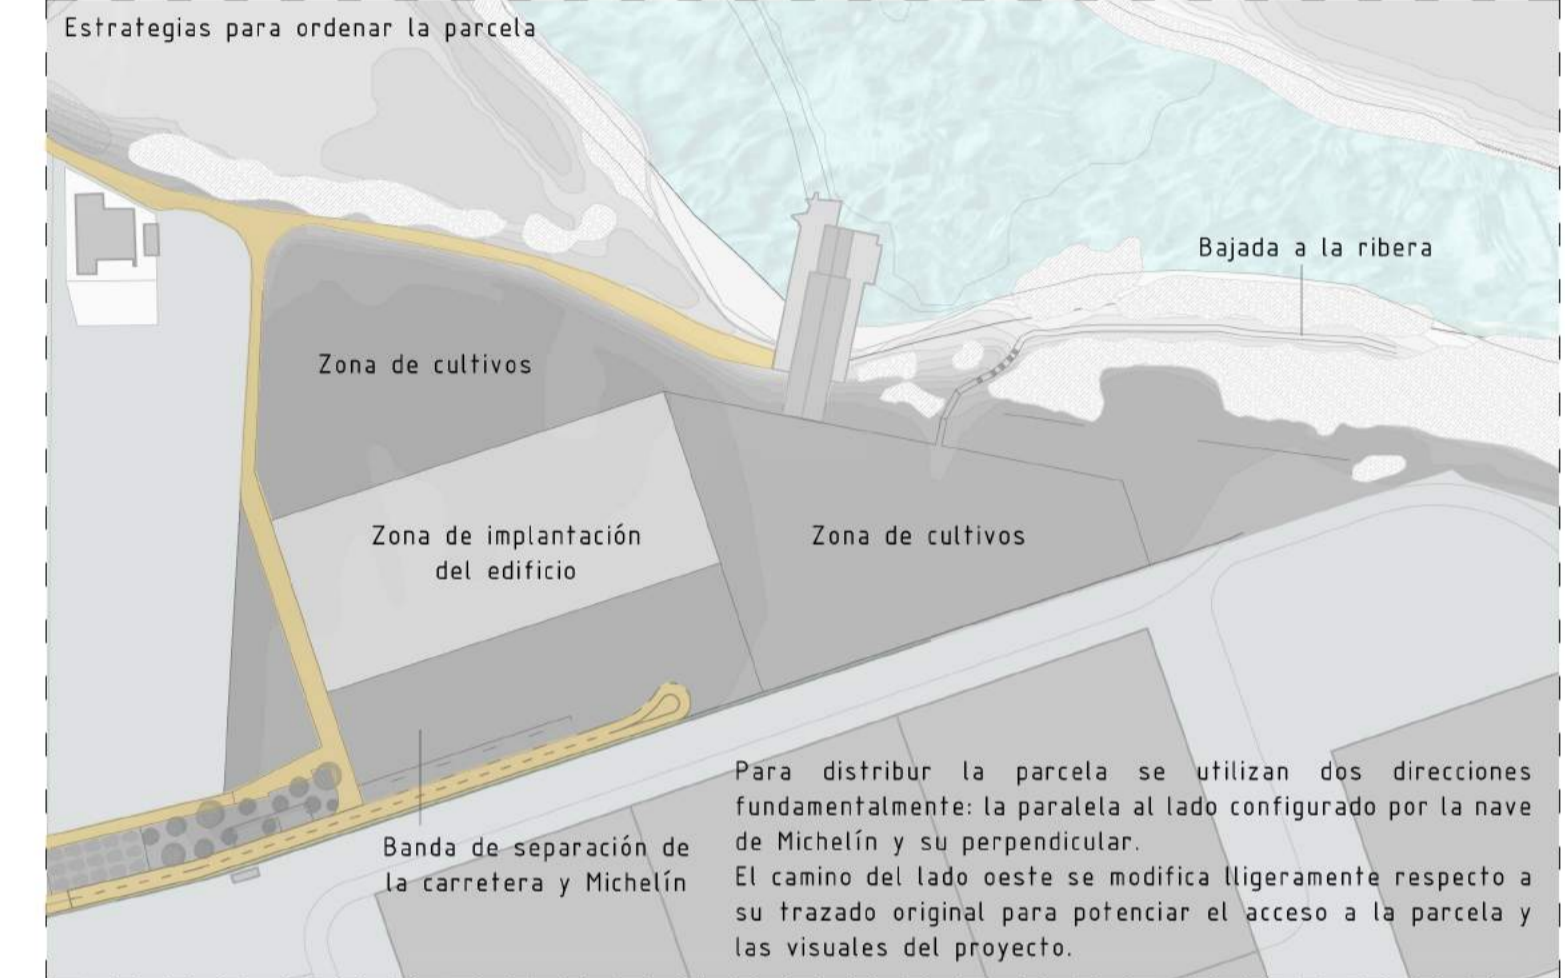 Estrategias para ordenar la parcela
Bajada a la ribera
Zona de cultivos
Zona de implantación
del edificio
Zona de cultivos
Banda de separación de
la carretera y Michelín
Para distribur la parcela se utilizan dos direcciones
fundamentalmente: la paralela al lado configurado por la nave
de Michelín y su perpendicular.
El camino del lado oeste se modifica lligeramente respecto a
su trazado original para potenciar el acceso a la parcela y
las visuales del proyecto.